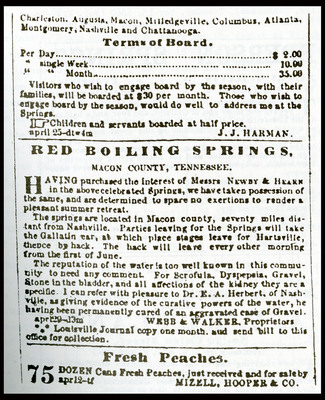 Charleston, Augusta, Macon, Milledgeville, Columbus, Atlanta,
Montgomery, Nashville and Chattanooga.
Terms of Board.
Per Day................$ 2.00
" single Week................10.00
" " Month................35.00
Visitors who wish to engage board by the season, with their
families, will be boarded at $30 per month. Those who wish to
engage board by the season, would do well to address me at the
Springs.
☞ Children and servants boarded at half price.
april 25-d1w4m J. J. HARMAN.
RED BOILING SPRINGS,
MACON COUNTY, TENNESSEE.
HAVING purchased the interest of Messrs NEWBY & HEARN
in the above celebrated Springs, we have taken possession of
the same, and are determined to spare no exertions to render a
pleasant summer retreat.
The springs are located in Macon county, seventy miles dis-
tant from Nashville. Parties leaving for the Springs will take
the Gallatin car, at which place stages leave for Hartsville,
thence by hack. The hack will leave every other morning
from the first of June.
The reputation of the water is too well known in this commu-
nity to need any comment. For Scrofula, Dyspepsia, Gravel,
Stone in the bladder, and all affections of the kidney they are a
specific. I can refer with pleasure to Dr. R. A. Herbert, of Nash-
ville, as giving evidence of the curative powers of the water, he
having been permanently cured of an aggravated case of Gravel.
april29-d3m WEBB & WALKER, Proprietors
*** Louisville Journal copy one month, and send bill to this
office for collection.
Fresh Peaches.
75 DOZEN Cans Fresh Peaches, just received and for sale by
apr12-tf MIZELL, HOOPER & CO.